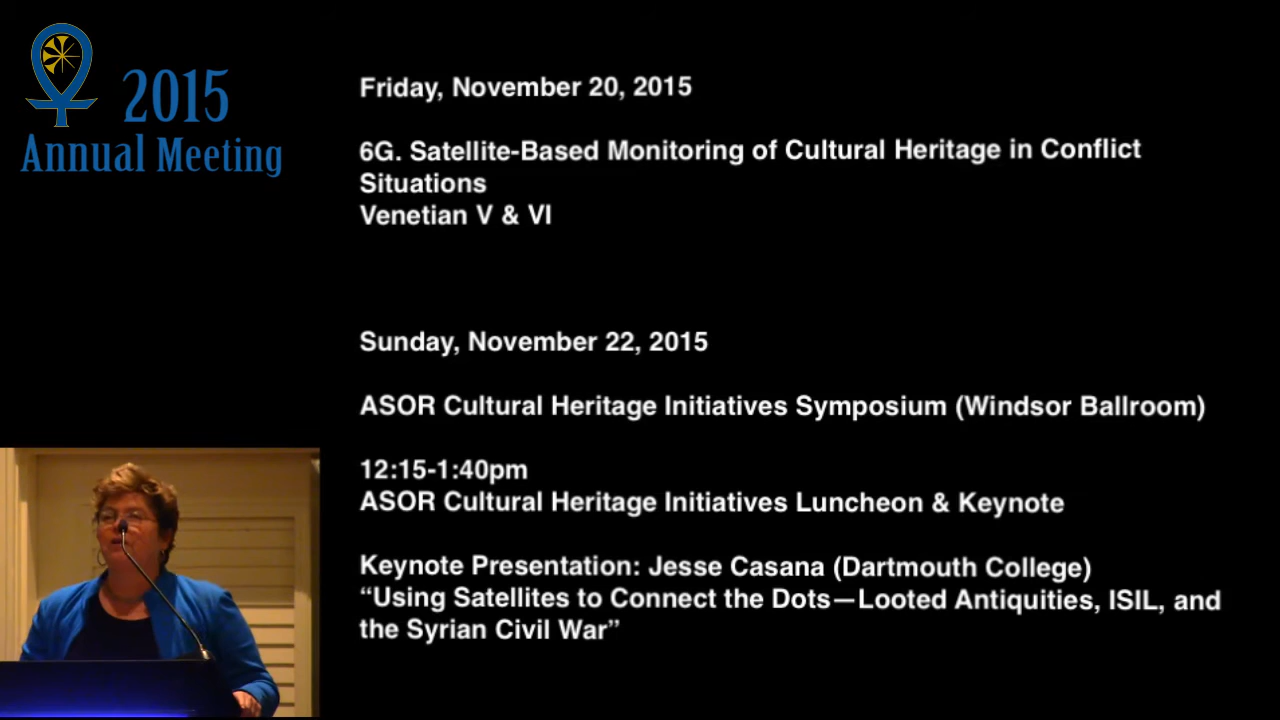 2015
Annual Meeting
Friday, November 20, 2015
6G. Satellite-Based Monitoring of Cultural Heritage in Conflict
Situations
Venetian V & VI
Sunday, November 22, 2015
ASOR Cultural Heritage Initiatives Symposium (Windsor Ballroom)
12:15-1:40pm
ASOR Cultural Heritage Initiatives Luncheon & Keynote
Keynote Presentation: Jesse Casana (Dartmouth College)
“Using Satellites to Connect the Dots—Looted Antiquities, ISIL, and
the Syrian Civil War”